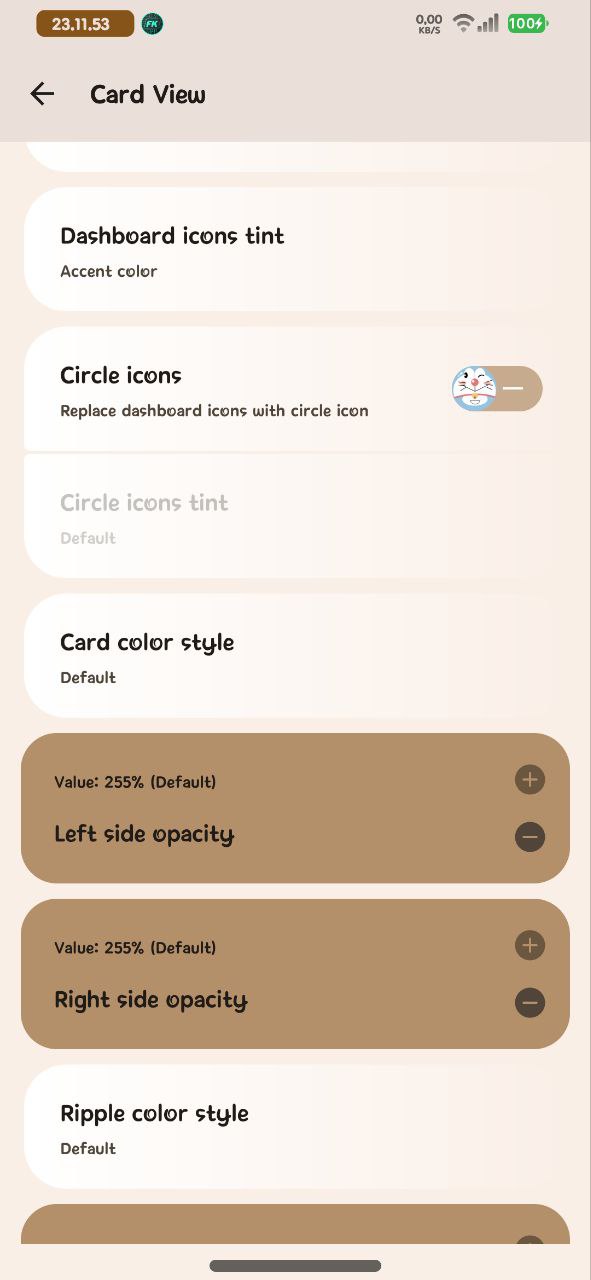 23.11.53
FK
0,00
KB/S
100
Card View
Dashboard icons tint
Accent color
Circle icons
Replace dashboard icons with circle icon
Circle icons tint
Default
Card color style
Default
Value: 255% (Default)
Left side opacity
Value: 255% (Default)
Right side opacity
Ripple color style
Default